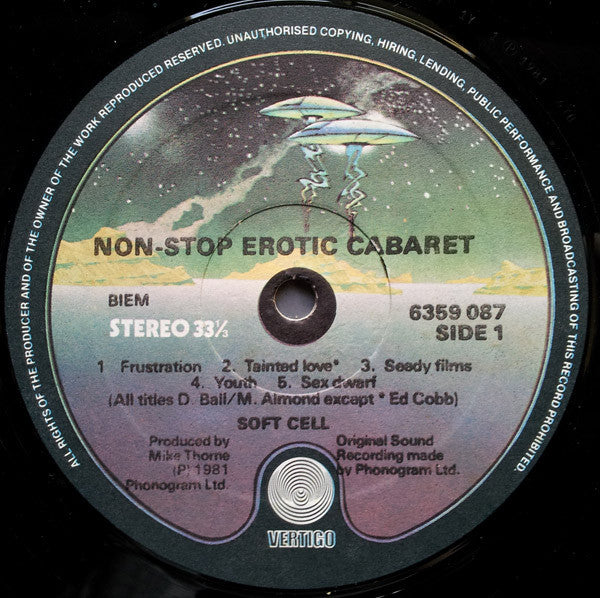 ALL RIGHTS OF THE PRODUCER AND OF THE OWNER OF THE WORK REPRODUCED RESERVED. UNAUTHORISED COPYING, HIRING, LENDING, PUBLIC PERFORMANCE AND BROADCASTING OF THIS RECORD PROHIBITED.
NON-STOP EROTIC CABARET
BIEM
6359 087
STEREO 33⅓
SIDE 1
1 Frustration 2. Tainted love* 3. Seedy films
4. Youth 5. Sex dwarf
(All titles D. Ball/M. Almond except * Ed Cobb)
SOFT CELL
Produced by
Mike Thorne
(P) 1981
Phonogram Ltd.
Original Sound
Recording made
by Phonogram Ltd.
VERTIGO